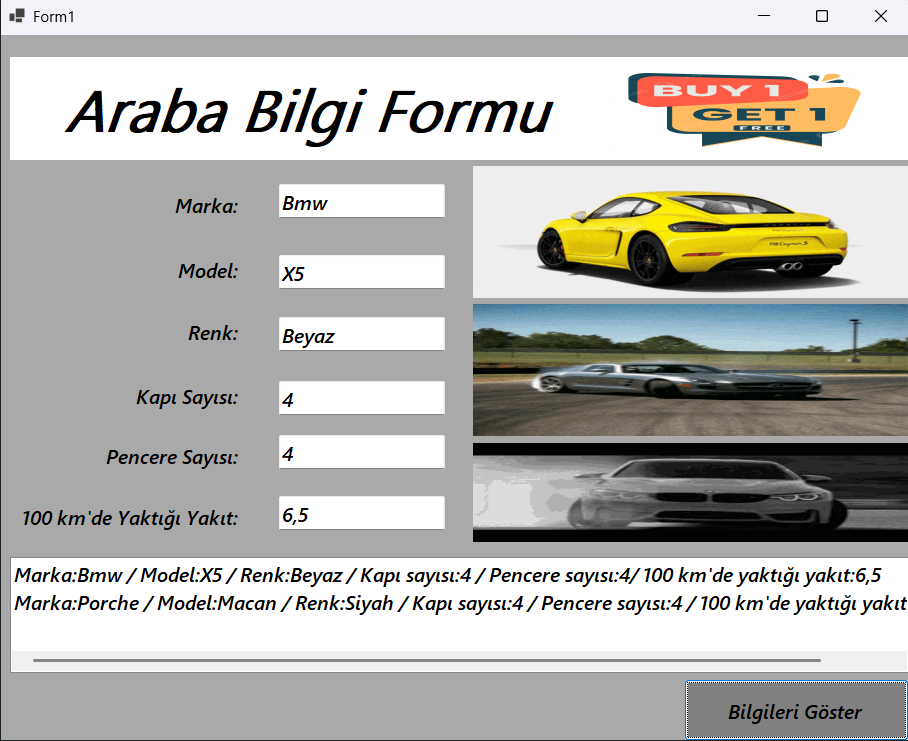 Form1
Araba Bilgi Formu
BUY 1
GET 1
FREE
Marka: Bmw
Model: X5
Renk: Beyaz
Kapı Sayısı: 4
Pencere Sayısı: 4
100 km'de Yaktığı Yakıt: 6,5
Marka:Bmw / Model:X5 / Renk:Beyaz / Kapı sayısı:4 / Pencere sayısı:4/ 100 km'de yaktığı yakıt:6,5
Marka:Porche / Model:Macan / Renk:Siyah / Kapı sayısı:4 / Pencere sayısı:4 / 100 km'de yaktığı yakıt
Bilgileri Göster